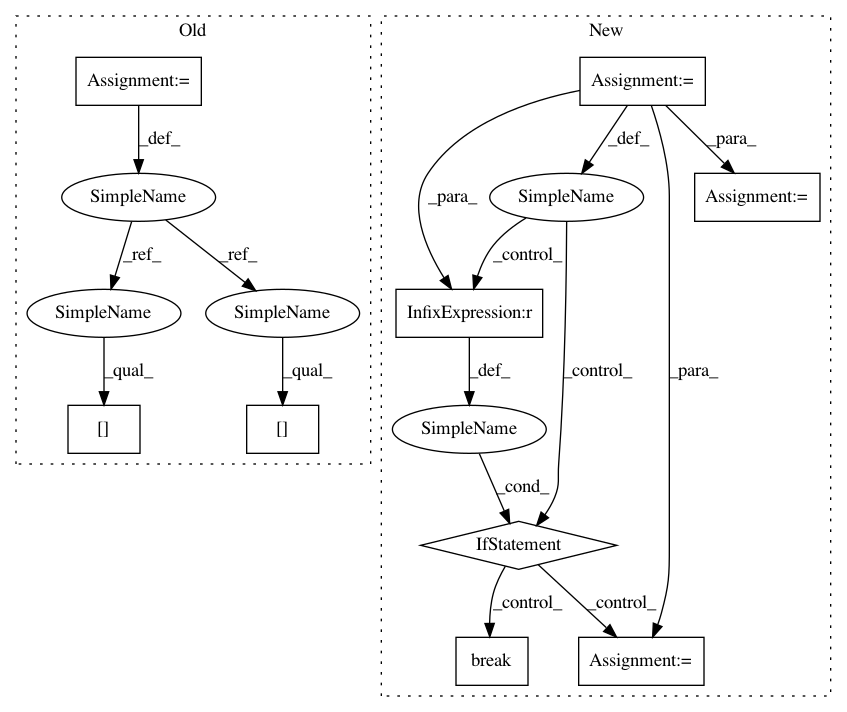 Old
New
Assignment:=
Assignment:=
_def_
_def_
_para_
SimpleName
_para_
SimpleName
Assignment:=
_ref_
_ref_
_control_
SimpleName
SimpleName
InfixExpression:r
_qual_
_qual_
_def_
_control_
_para_
[]
[]
SimpleName
_cond_
IfStatement
_control_
_control_
break
Assignment:=